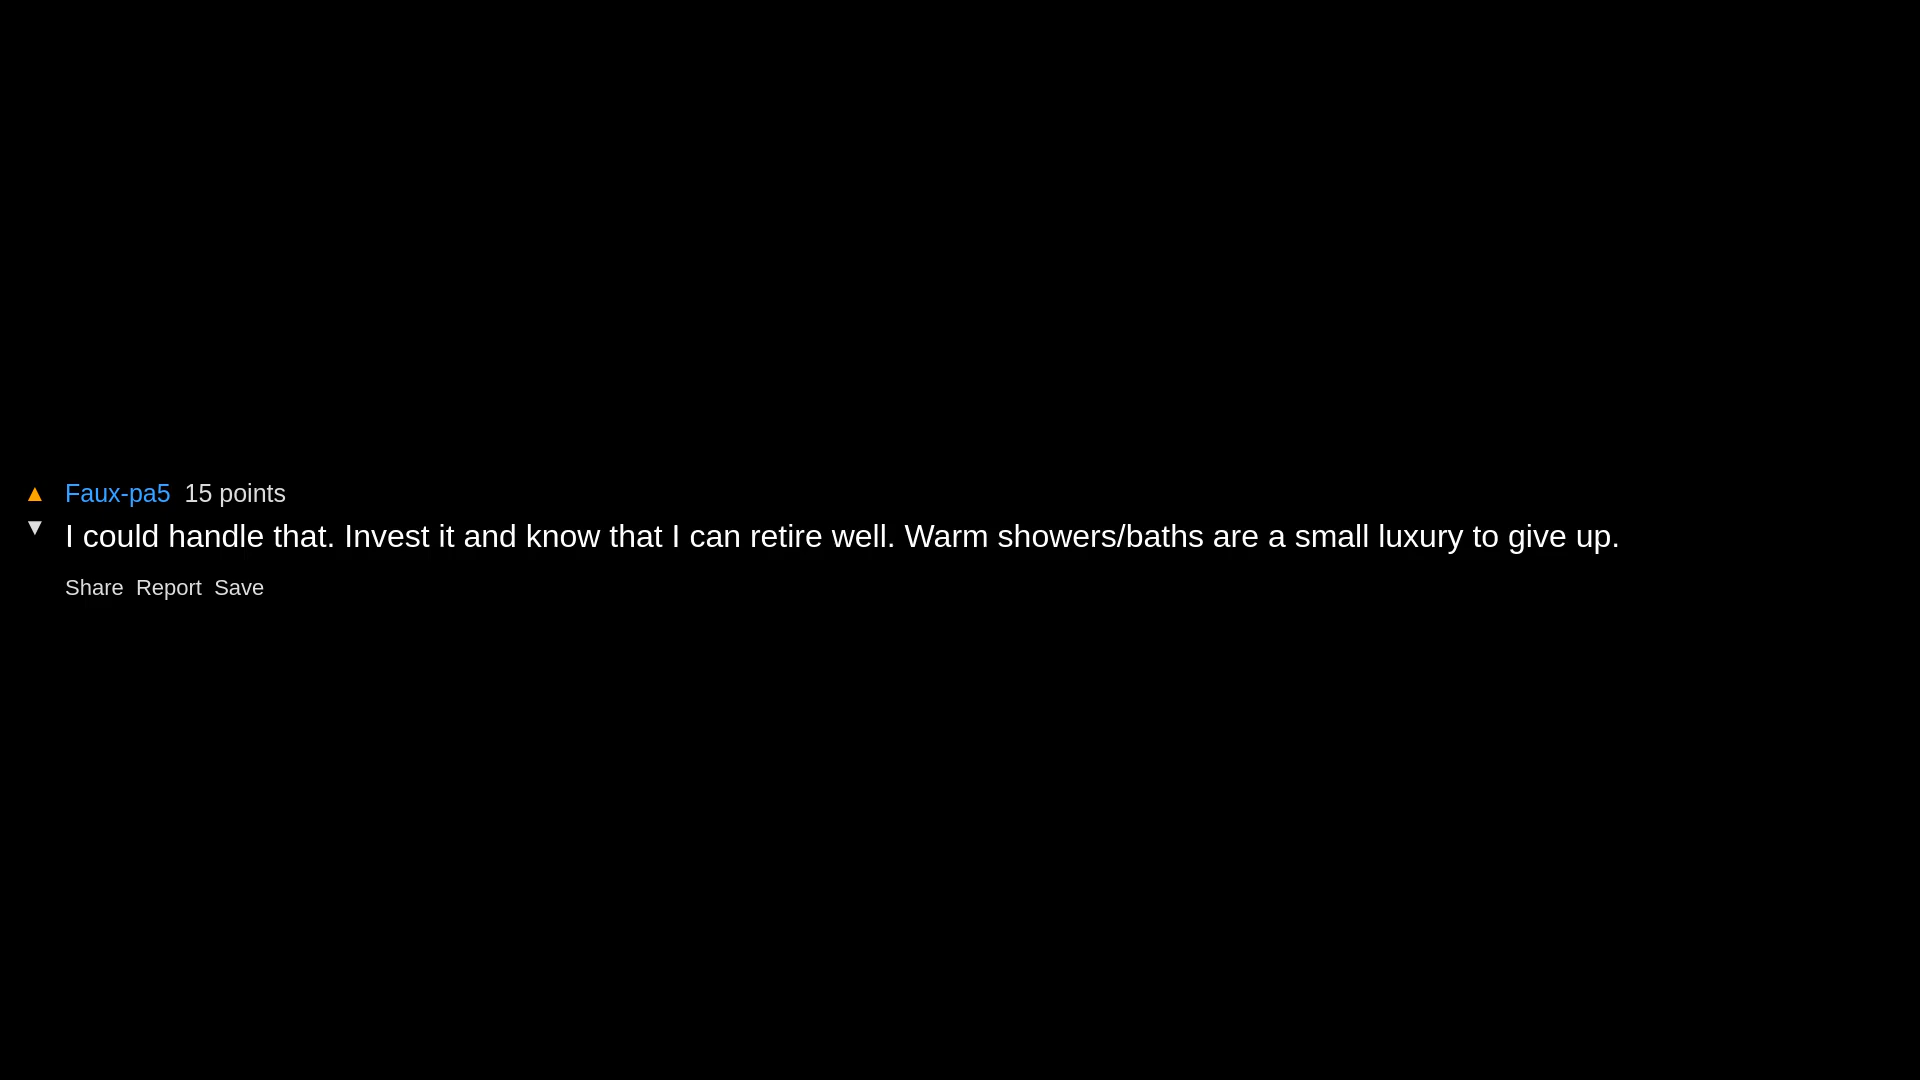 ▲ Faux-pa5 15 points
▼ I could handle that. Invest it and know that I can retire well. Warm showers/baths are a small luxury to give up.
Share Report Save